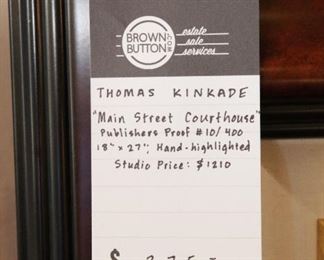 BROWN
BUTTON
.COM
estate
sale
services
THOMAS KINKADE
"Main Street Courthouse"
Publishers Proof #10/400
18" x 27"; Hand-highlighted
Studio Price: $1210
$